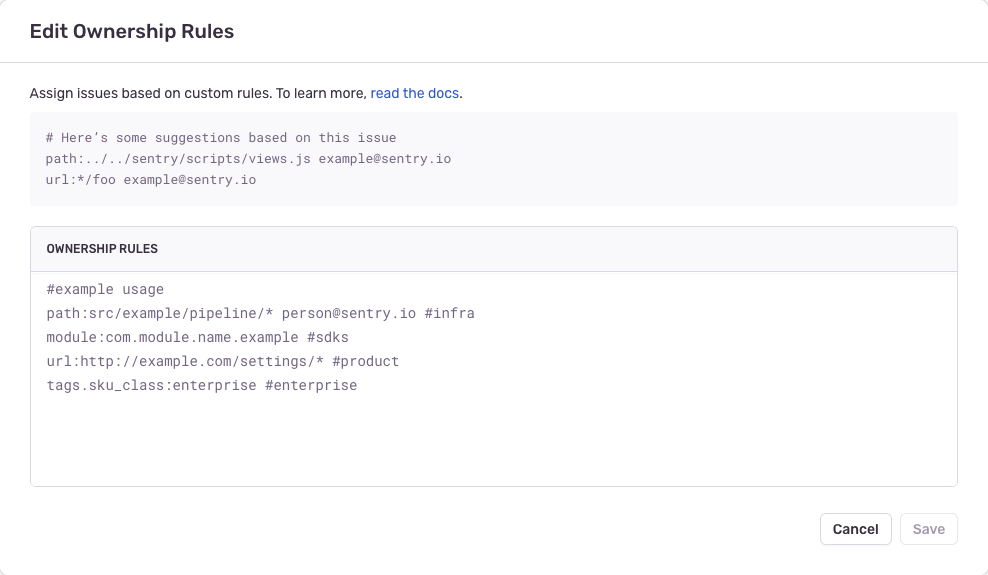 Edit Ownership Rules
Assign issues based on custom rules. To learn more, read the docs.
# Here’s some suggestions based on this issue
path:../../sentry/scripts/views.js example@sentry.io
url:*/foo example@sentry.io
OWNERSHIP RULES
#example usage
path:src/example/pipeline/* person@sentry.io #infra
module:com.module.name.example #sdks
url:http://example.com/settings/* #product
tags.sku_class:enterprise #enterprise
Cancel Save